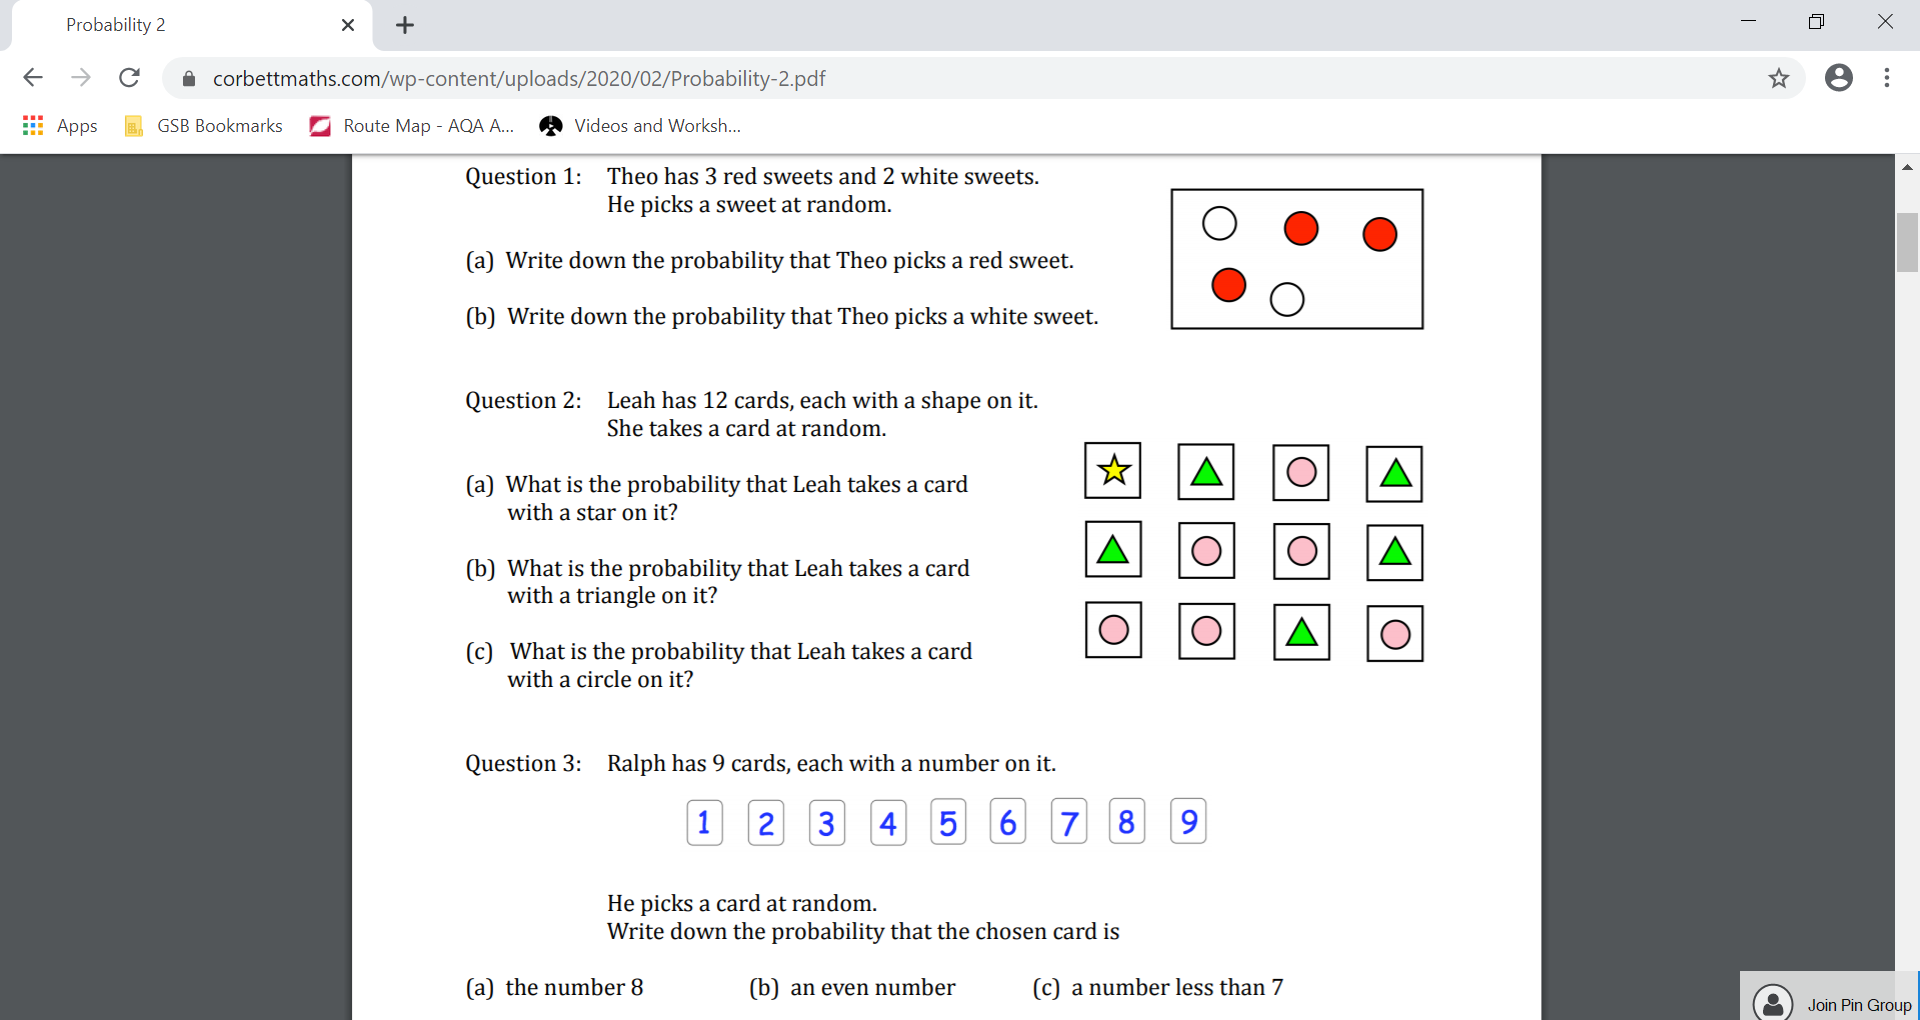 Probability 2
corbettmaths.com/wp-content/uploads/2020/02/Probability-2.pdf
Apps GSB Bookmarks Route Map - AQA A... Videos and Worksh...
Question 1: Theo has 3 red sweets and 2 white sweets.
He picks a sweet at random.
(a) Write down the probability that Theo picks a red sweet.
(b) Write down the probability that Theo picks a white sweet.
Question 2: Leah has 12 cards, each with a shape on it.
She takes a card at random.
(a) What is the probability that Leah takes a card
with a star on it?
(b) What is the probability that Leah takes a card
with a triangle on it?
(c) What is the probability that Leah takes a card
with a circle on it?
Question 3: Ralph has 9 cards, each with a number on it.
1 2 3 4 5 6 7 8 9
He picks a card at random.
Write down the probability that the chosen card is
(a) the number 8 (b) an even number (c) a number less than 7
Join Pin Group